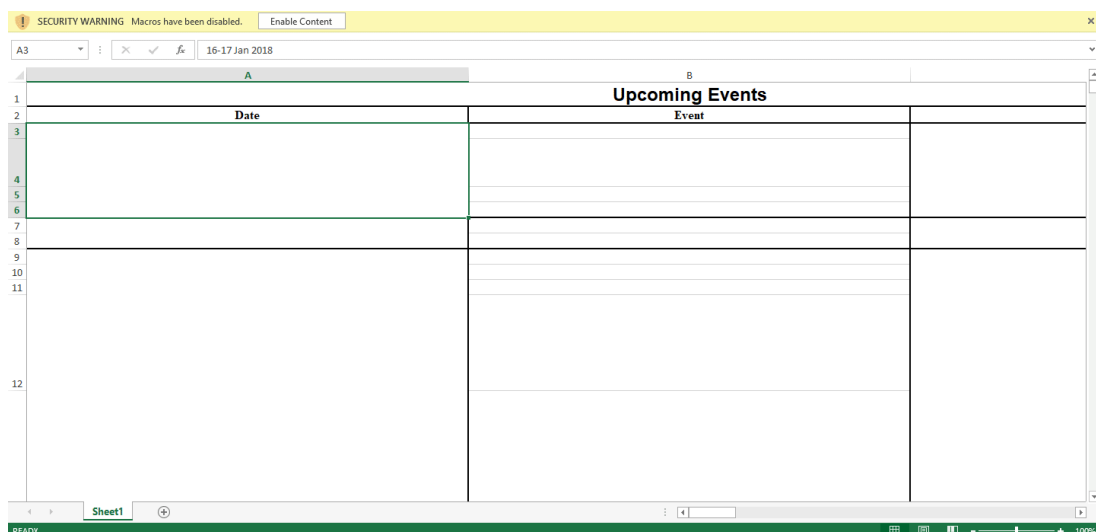 SECURITY WARNING Macros have been disabled. Enable Content
A3 fx 16-17 Jan 2018
A B
1 Upcoming Events
2 Date Event
3
4
5
6
7
8
9
10
11
12
Sheet1
READY 100%